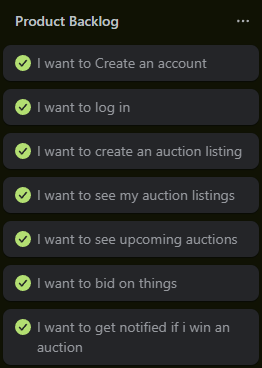 Product Backlog
I want to Create an account
I want to log in
I want to create an auction listing
I want to see my auction listings
I want to see upcoming auctions
I want to bid on things
I want to get notified if i win an
auction